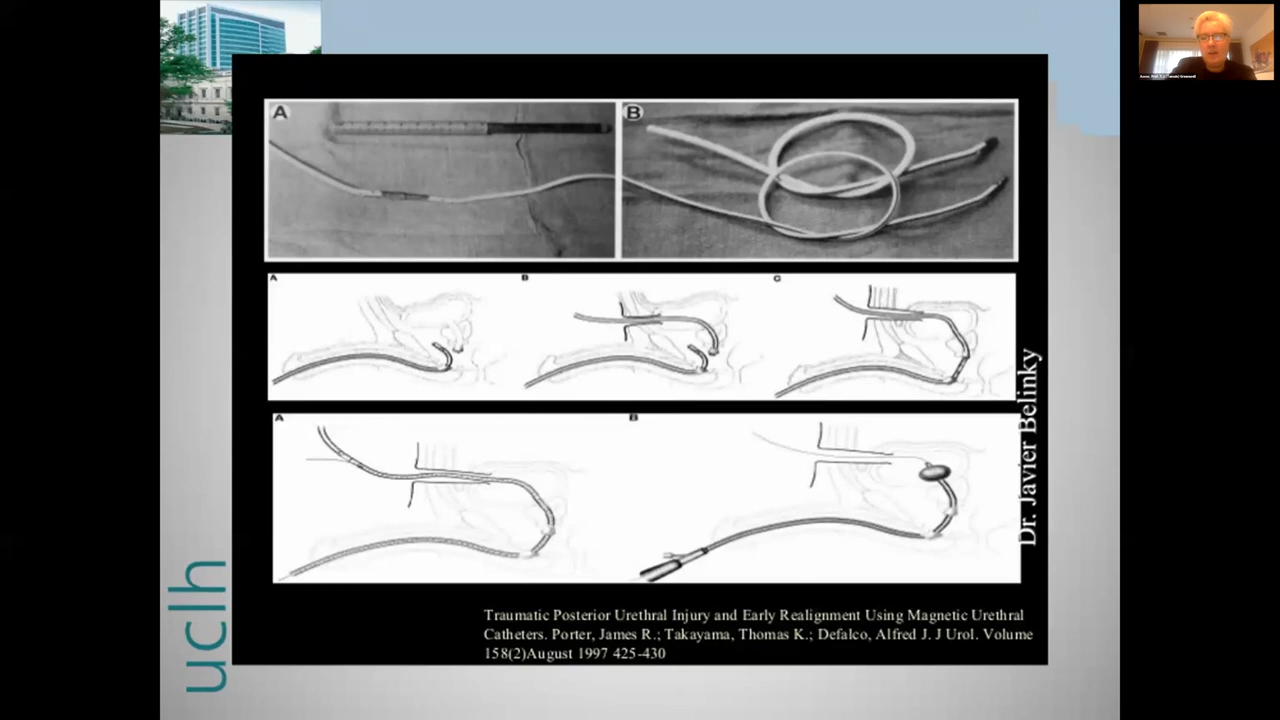 A
B
A
B
C
A
B
Dr. Javier Belinky
Traumatic Posterior Urethral Injury and Early Realignment Using Magnetic Urethral
Catheters. Porter, James R.; Takayama, Thomas K.; Defalco, Alfred J. J Urol. Volume
158(2)August 1997 425-430
uclh